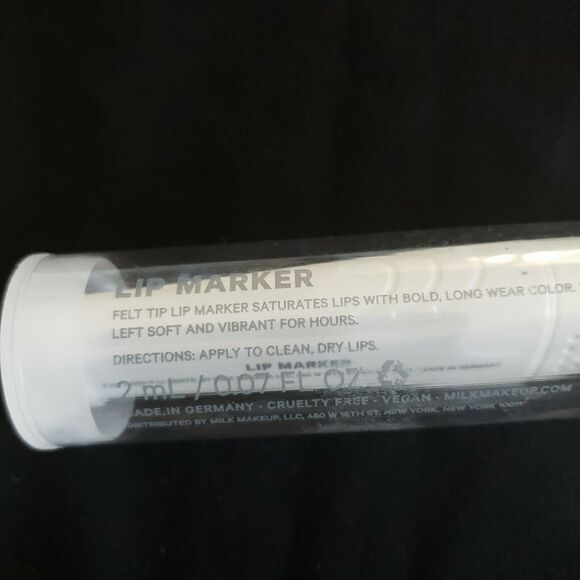 LIP MARKER
FELT TIP LIP MARKER SATURATES LIPS WITH BOLD, LONG WEAR COLOR.
LEFT SOFT AND VIBRANT FOR HOURS.
DIRECTIONS: APPLY TO CLEAN, DRY LIPS.
LIP MARKER
2 mL / 0.07 FL OZ
MADE.IN GERMANY • CRUELTY FREE • VEGAN • MILKMAKEUP.COM
DISTRIBUTED BY MILK MAKEUP, LLC, 450 W 15TH ST. NEW YORK, NEW YORK 10011